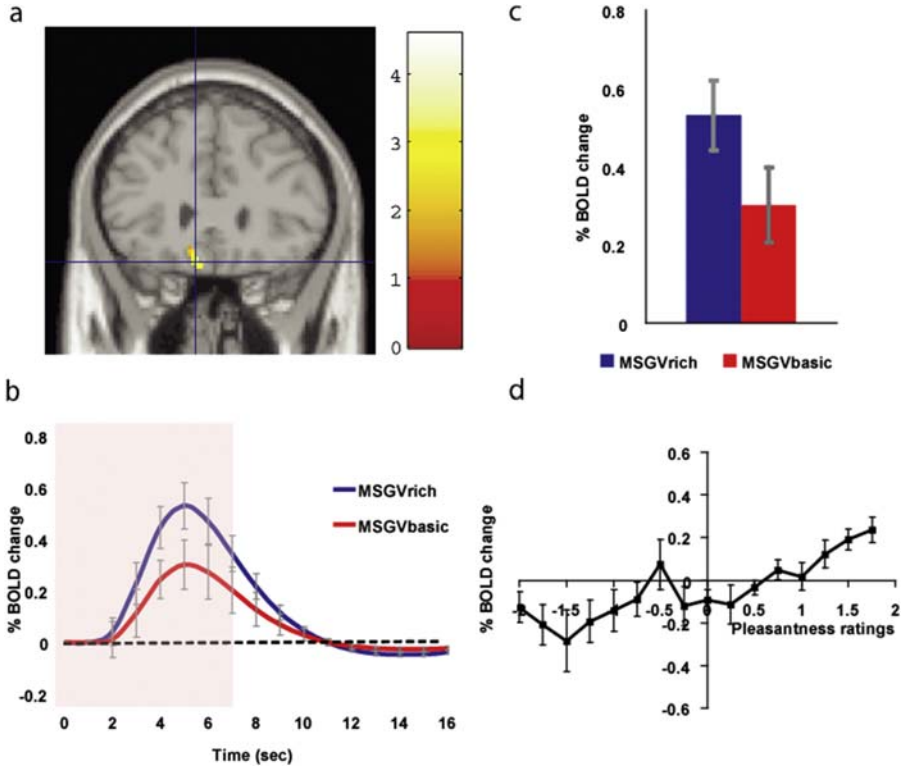 a
4
3
2
1
0
c
0.8
0.6
0.4
0.2
0
% BOLD change
MSGVrich
MSGVbasic
b
0.8
0.6
0.4
0.2
0
-0.2
% BOLD change
MSGVrich
MSGVbasic
0 2 4 6 8 10 12 14 16
Time (sec)
d
0.6
0.4
0.2
0
-0.2
-0.4
-0.6
% BOLD change
-1.5 -0.5 0 0.5 1 1.5 2
Pleasantness ratings